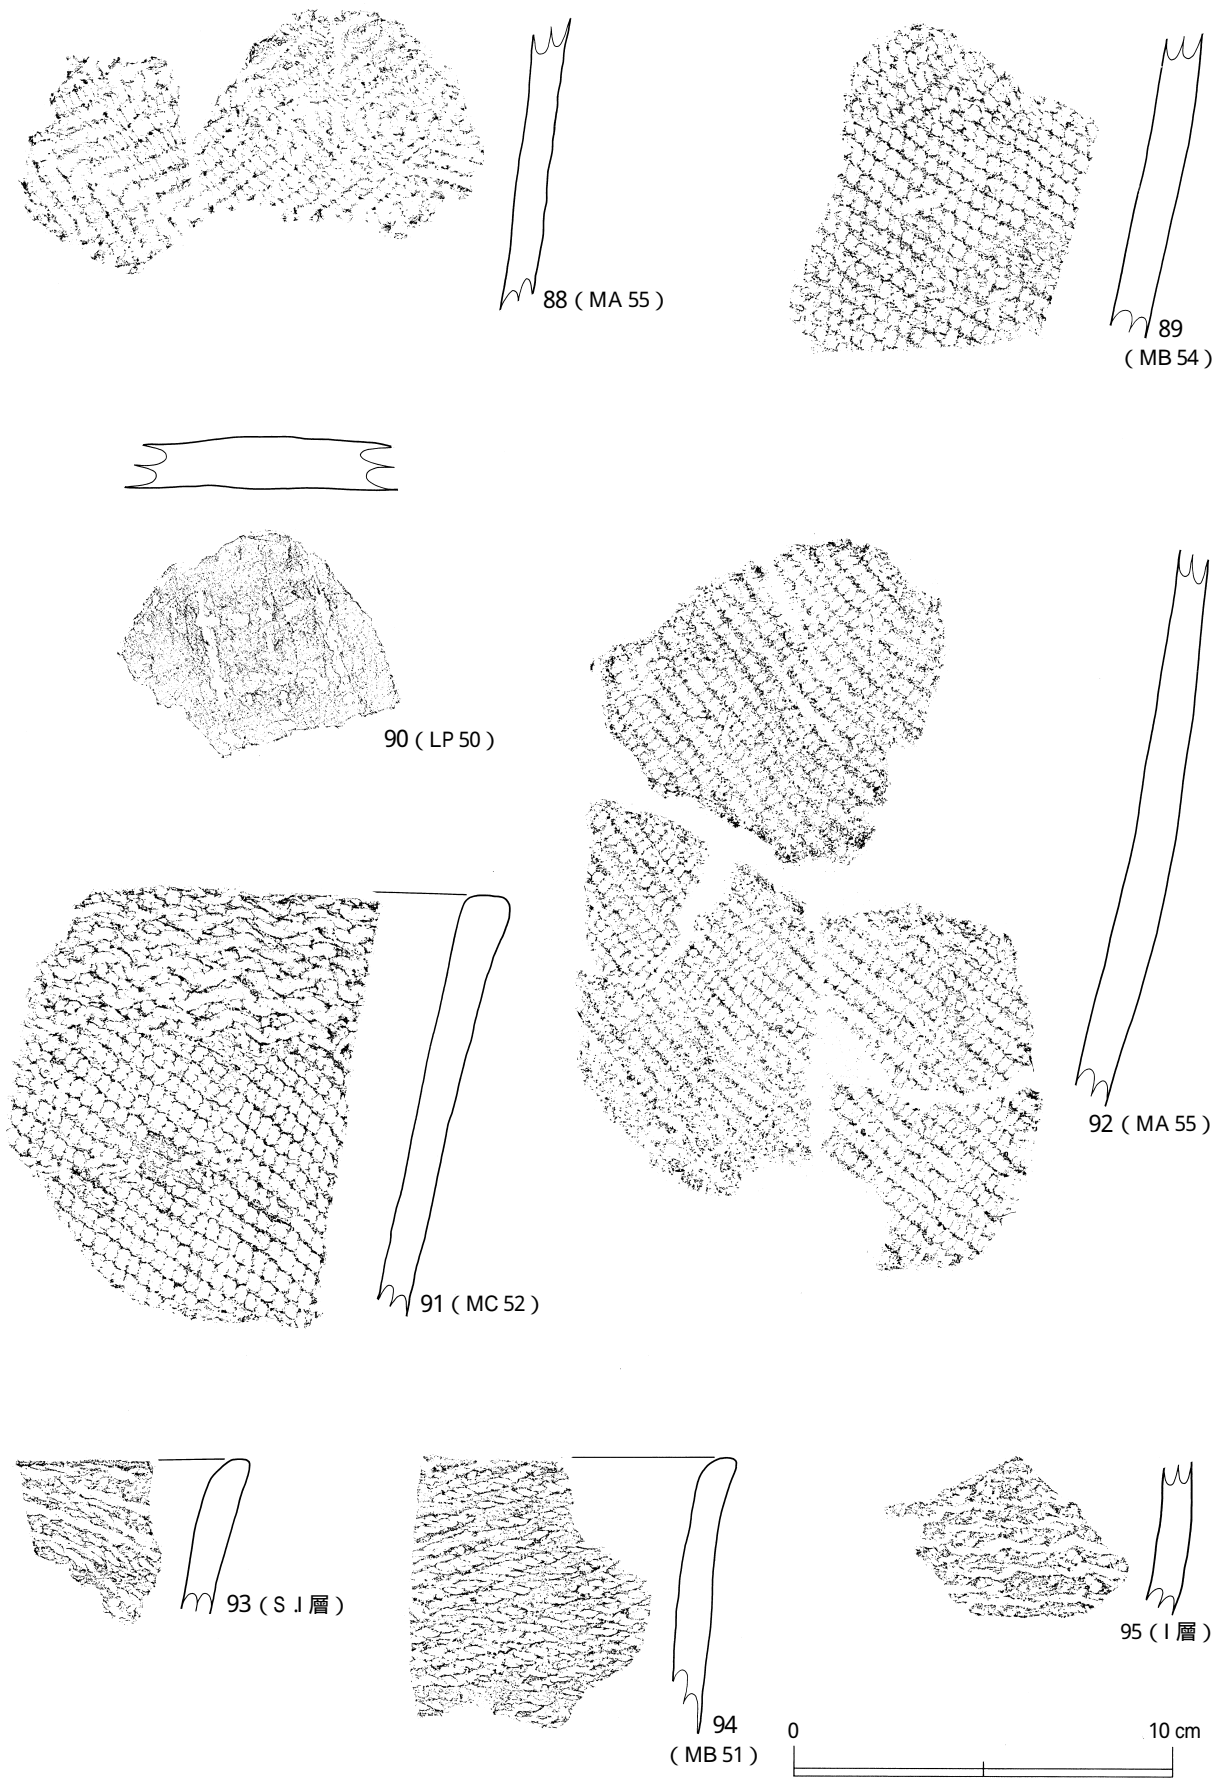 88 ( MA 55 )
89
( MB 54 )
90 ( LP 50 )
91 ( MC 52 )
92 ( MA 55 )
93 ( S .I 層 )
94
( MB 51 )
95 ( I 層 )
0 10 cm